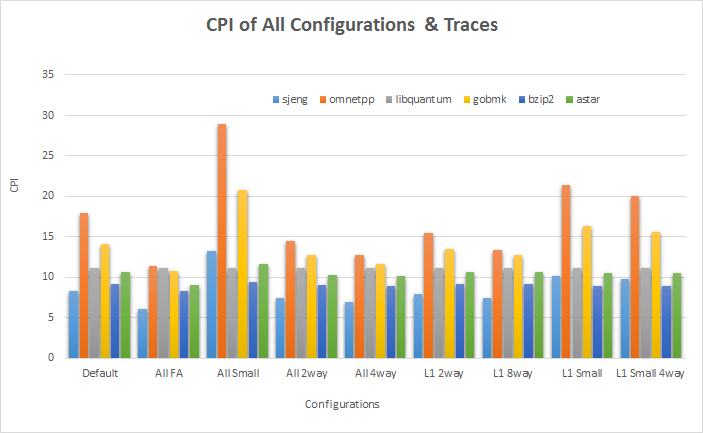 CPI of All Configurations & Traces
35
sjeng omnetpp libquantum gobmk bzip2 astar
30
25
20
CPI
15
10
5
0
Default All FA All Small All 2way All 4way L1 2way L1 8way L1 Small L1 Small 4way
Configurations